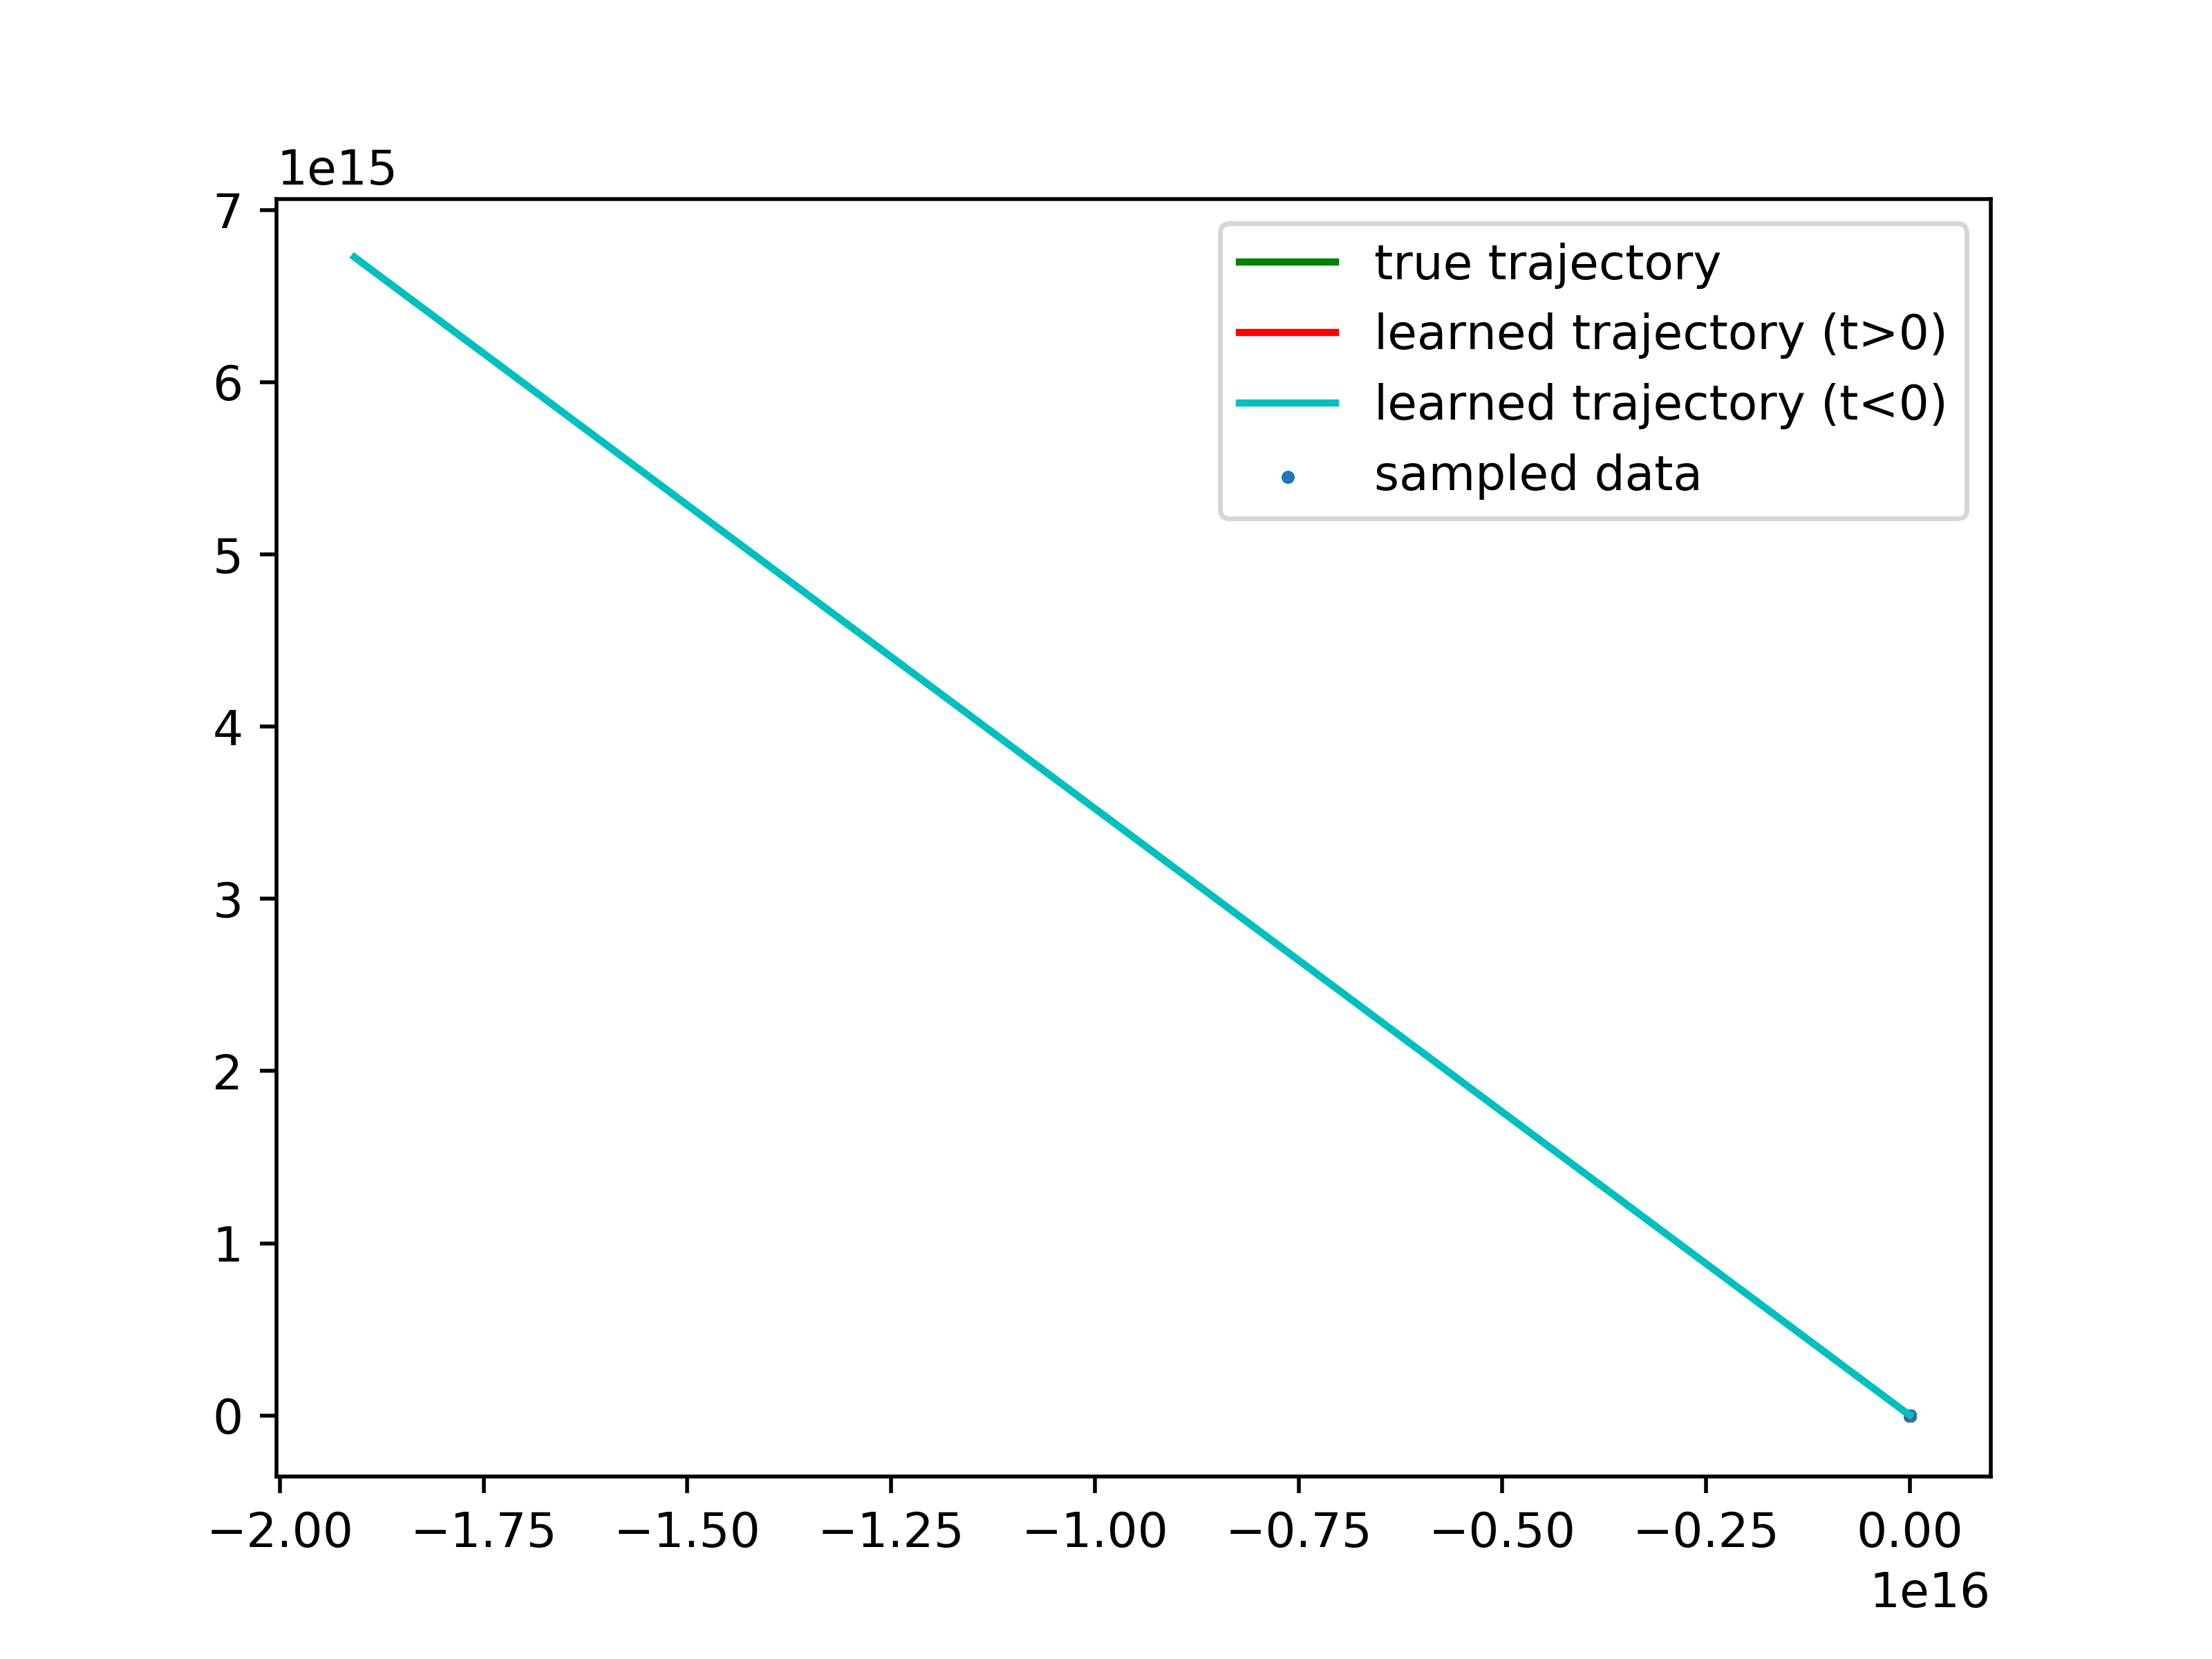 1e15
7
6
5
4
3
2
1
0
true trajectory
learned trajectory (t>0)
learned trajectory (t<0)
sampled data
−2.00 −1.75 −1.50 −1.25 −1.00 −0.75 −0.50 −0.25 0.00
1e16